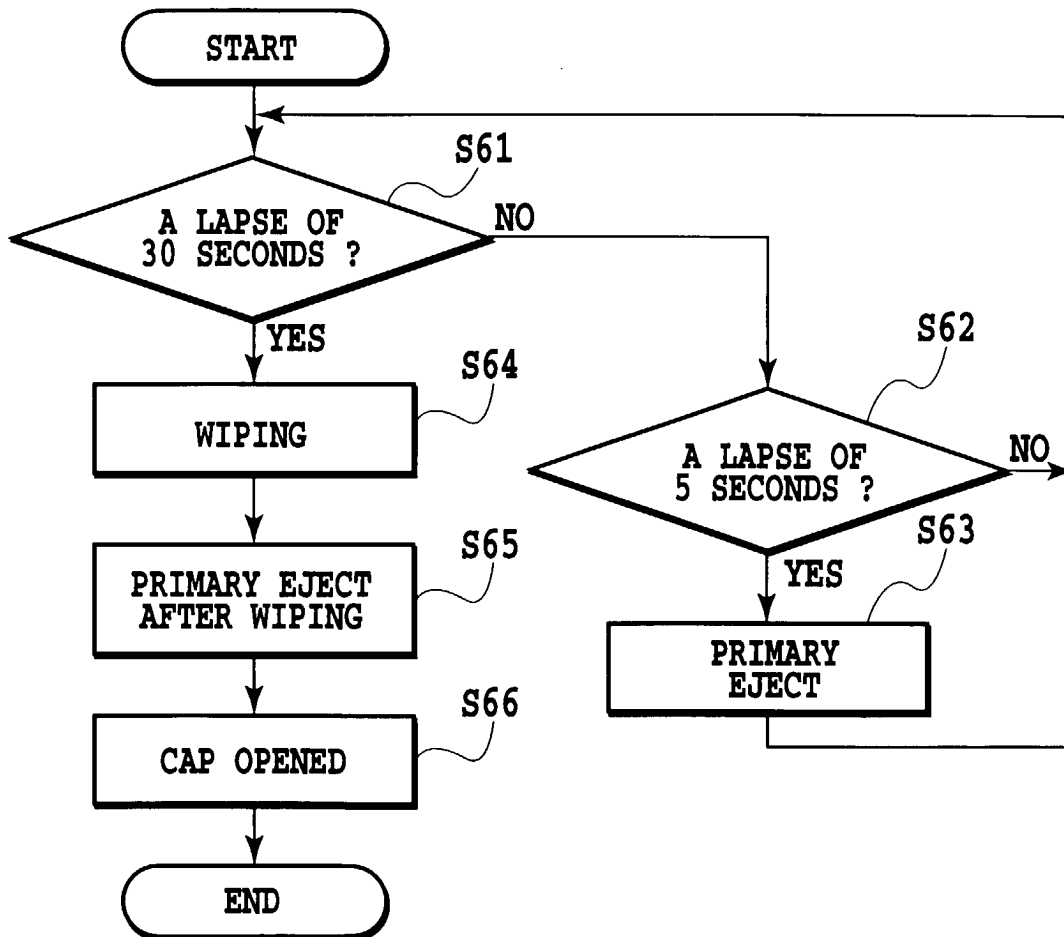 START
S61
A LAPSE OF
30 SECONDS ?
NO
YES
S64
WIPING
S62
A LAPSE OF
5 SECONDS ?
NO
YES
S65
PRIMARY EJECT
AFTER WIPING
S63
PRIMARY
EJECT
S66
CAP OPENED
END